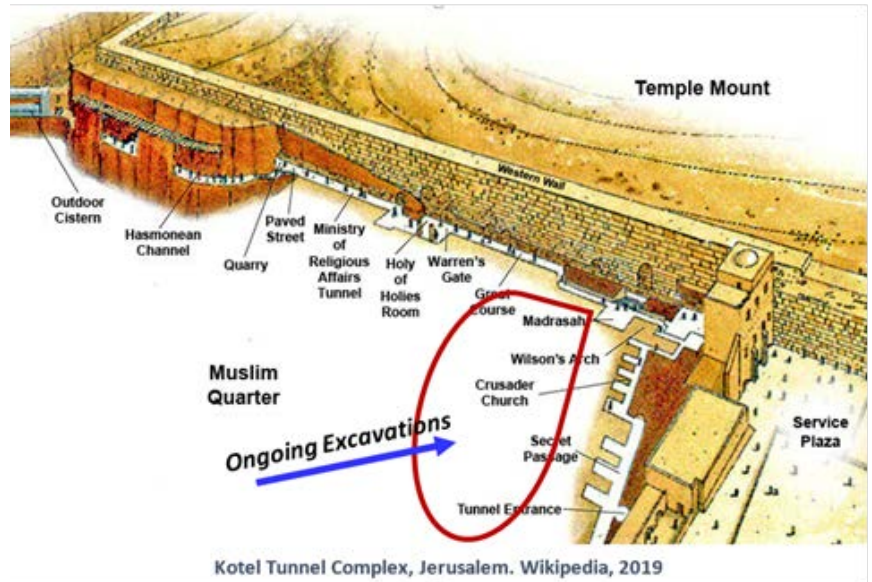 Temple Mount
Western Wall
Outdoor
Cistern
Hasmonean
Channel
Quarry
Paved
Street
Ministry
of
Religious
Affairs
Tunnel
Holy
of
Holies
Room
Warren's
Gate
Great
Course
Madrasah
Wilson's Arch
Crusader
Church
Secret
Passage
Tunnel Entrance
Muslim
Quarter
Service
Plaza
Ongoing Excavations
Kotel Tunnel Complex, Jerusalem. Wikipedia, 2019